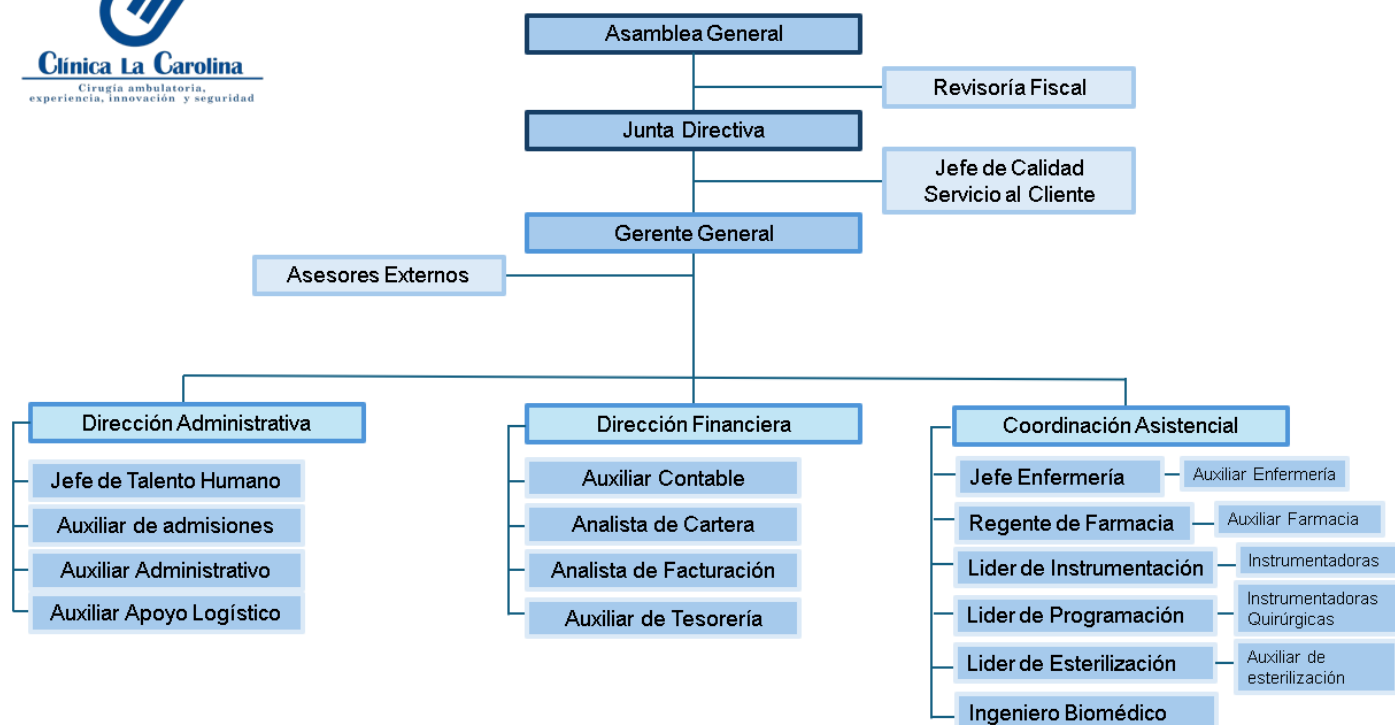 Clínica La Carolina
Cirugía ambulatoria,
experiencia, innovación y seguridad
Asamblea General
Revisoría Fiscal
Junta Directiva
Jefe de Calidad
Servicio al Cliente
Gerente General
Asesores Externos
Dirección Administrativa
Jefe de Talento Humano
Auxiliar de admisiones
Auxiliar Administrativo
Auxiliar Apoyo Logístico
Dirección Financiera
Auxiliar Contable
Analista de Cartera
Analista de Facturación
Auxiliar de Tesorería
Coordinación Asistencial
Jefe Enfermería
Auxiliar Enfermería
Regente de Farmacia
Auxiliar Farmacia
Lider de Instrumentación
Instrumentadoras
Lider de Programación
Instrumentadoras
Quirúrgicas
Lider de Esterilización
Auxiliar de
esterilización
Ingeniero Biomédico